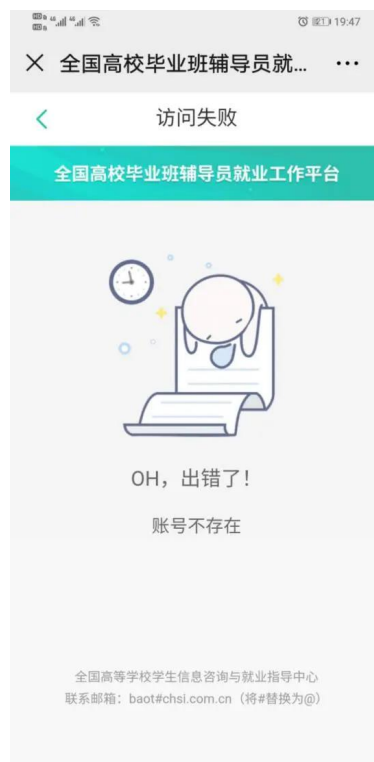 19:47
全国高校毕业班辅导员就...
访问失败
全国高校毕业班辅导员就业工作平台
OH，出错了！
账号不存在
全国高等学校学生信息咨询与就业指导中心
联系邮箱：baot#chsi.com.cn（将#替换为@）